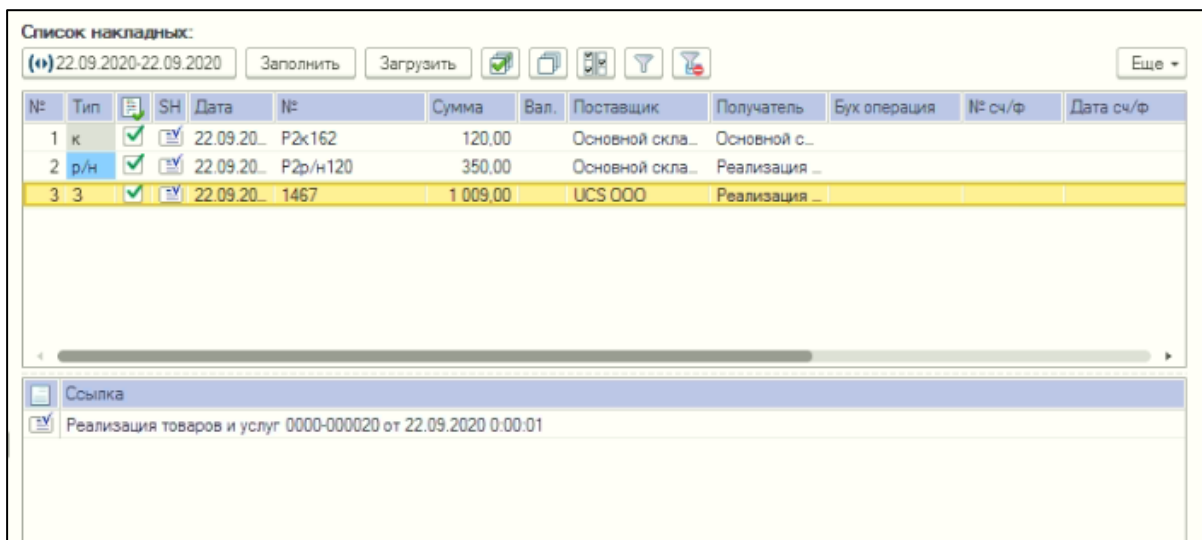 Список накладных:
(↔) 22.09.2020-22.09.2020 Заполнить Загрузить Еще
№ Тип SH Дата № Сумма Вал. Поставщик Получатель Бух операция № сч/ф Дата сч/ф
1 к 22.09.20... Р2к162 120,00 Основной скла... Основной с...
2 р/н 22.09.20... Р2р/н120 350,00 Основной скла... Реализация ...
3 3 22.09.20... 1467 1 009,00 UCS ООО Реализация ...
Ссылка
Реализация товаров и услуг 0000-000020 от 22.09.2020 0:00:01